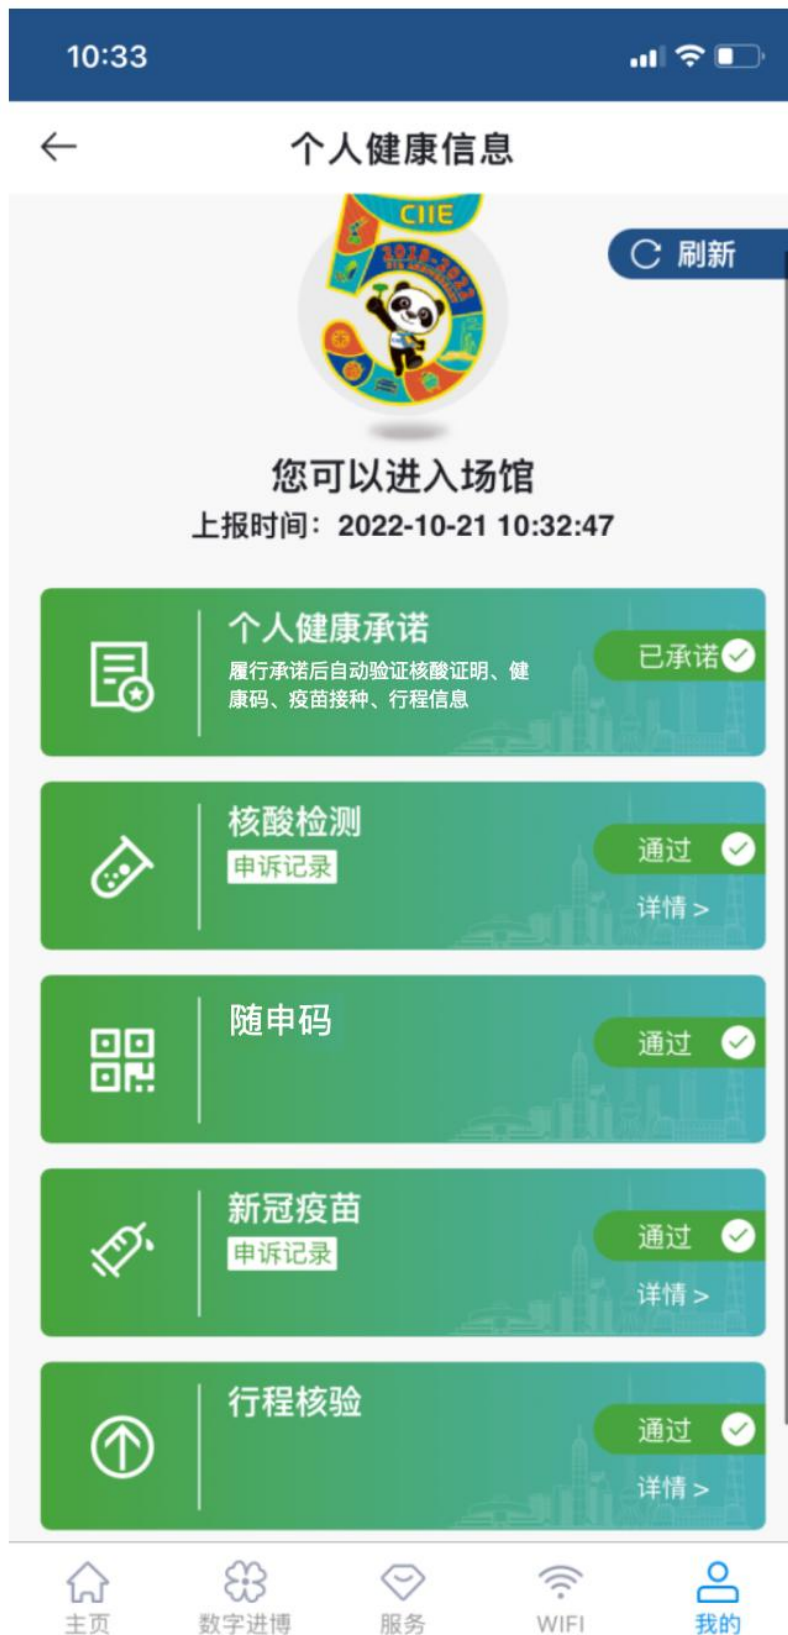 10:33
个人健康信息
CIIE
2018-2022
5TH ANNIVERSARY
刷新
您可以进入场馆
上报时间：2022-10-21 10:32:47
个人健康承诺
履行承诺后自动验证核酸证明、健
康码、疫苗接种、行程信息
已承诺
核酸检测
申诉记录
通过
详情 >
随申码
通过
新冠疫苗
申诉记录
通过
详情 >
行程核验
通过
详情 >
主页
数字进博
服务
WIFI
我的